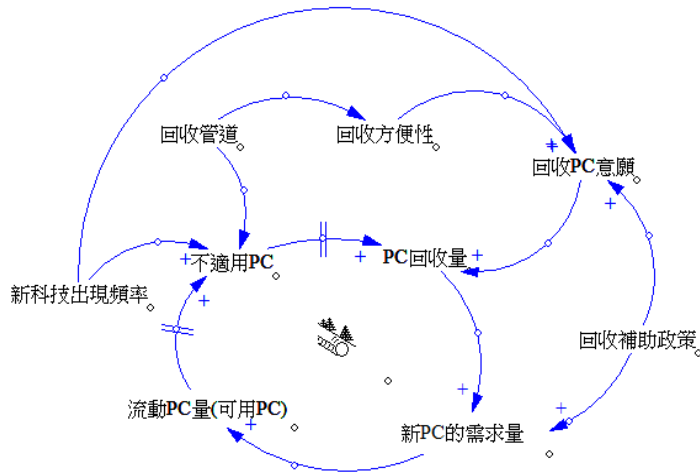 回收管道
回收方便性
回收PC意願
不適用PC
PC回收量
新科技出現頻率
回收補助政策
流動PC量(可用PC)
新PC的需求量